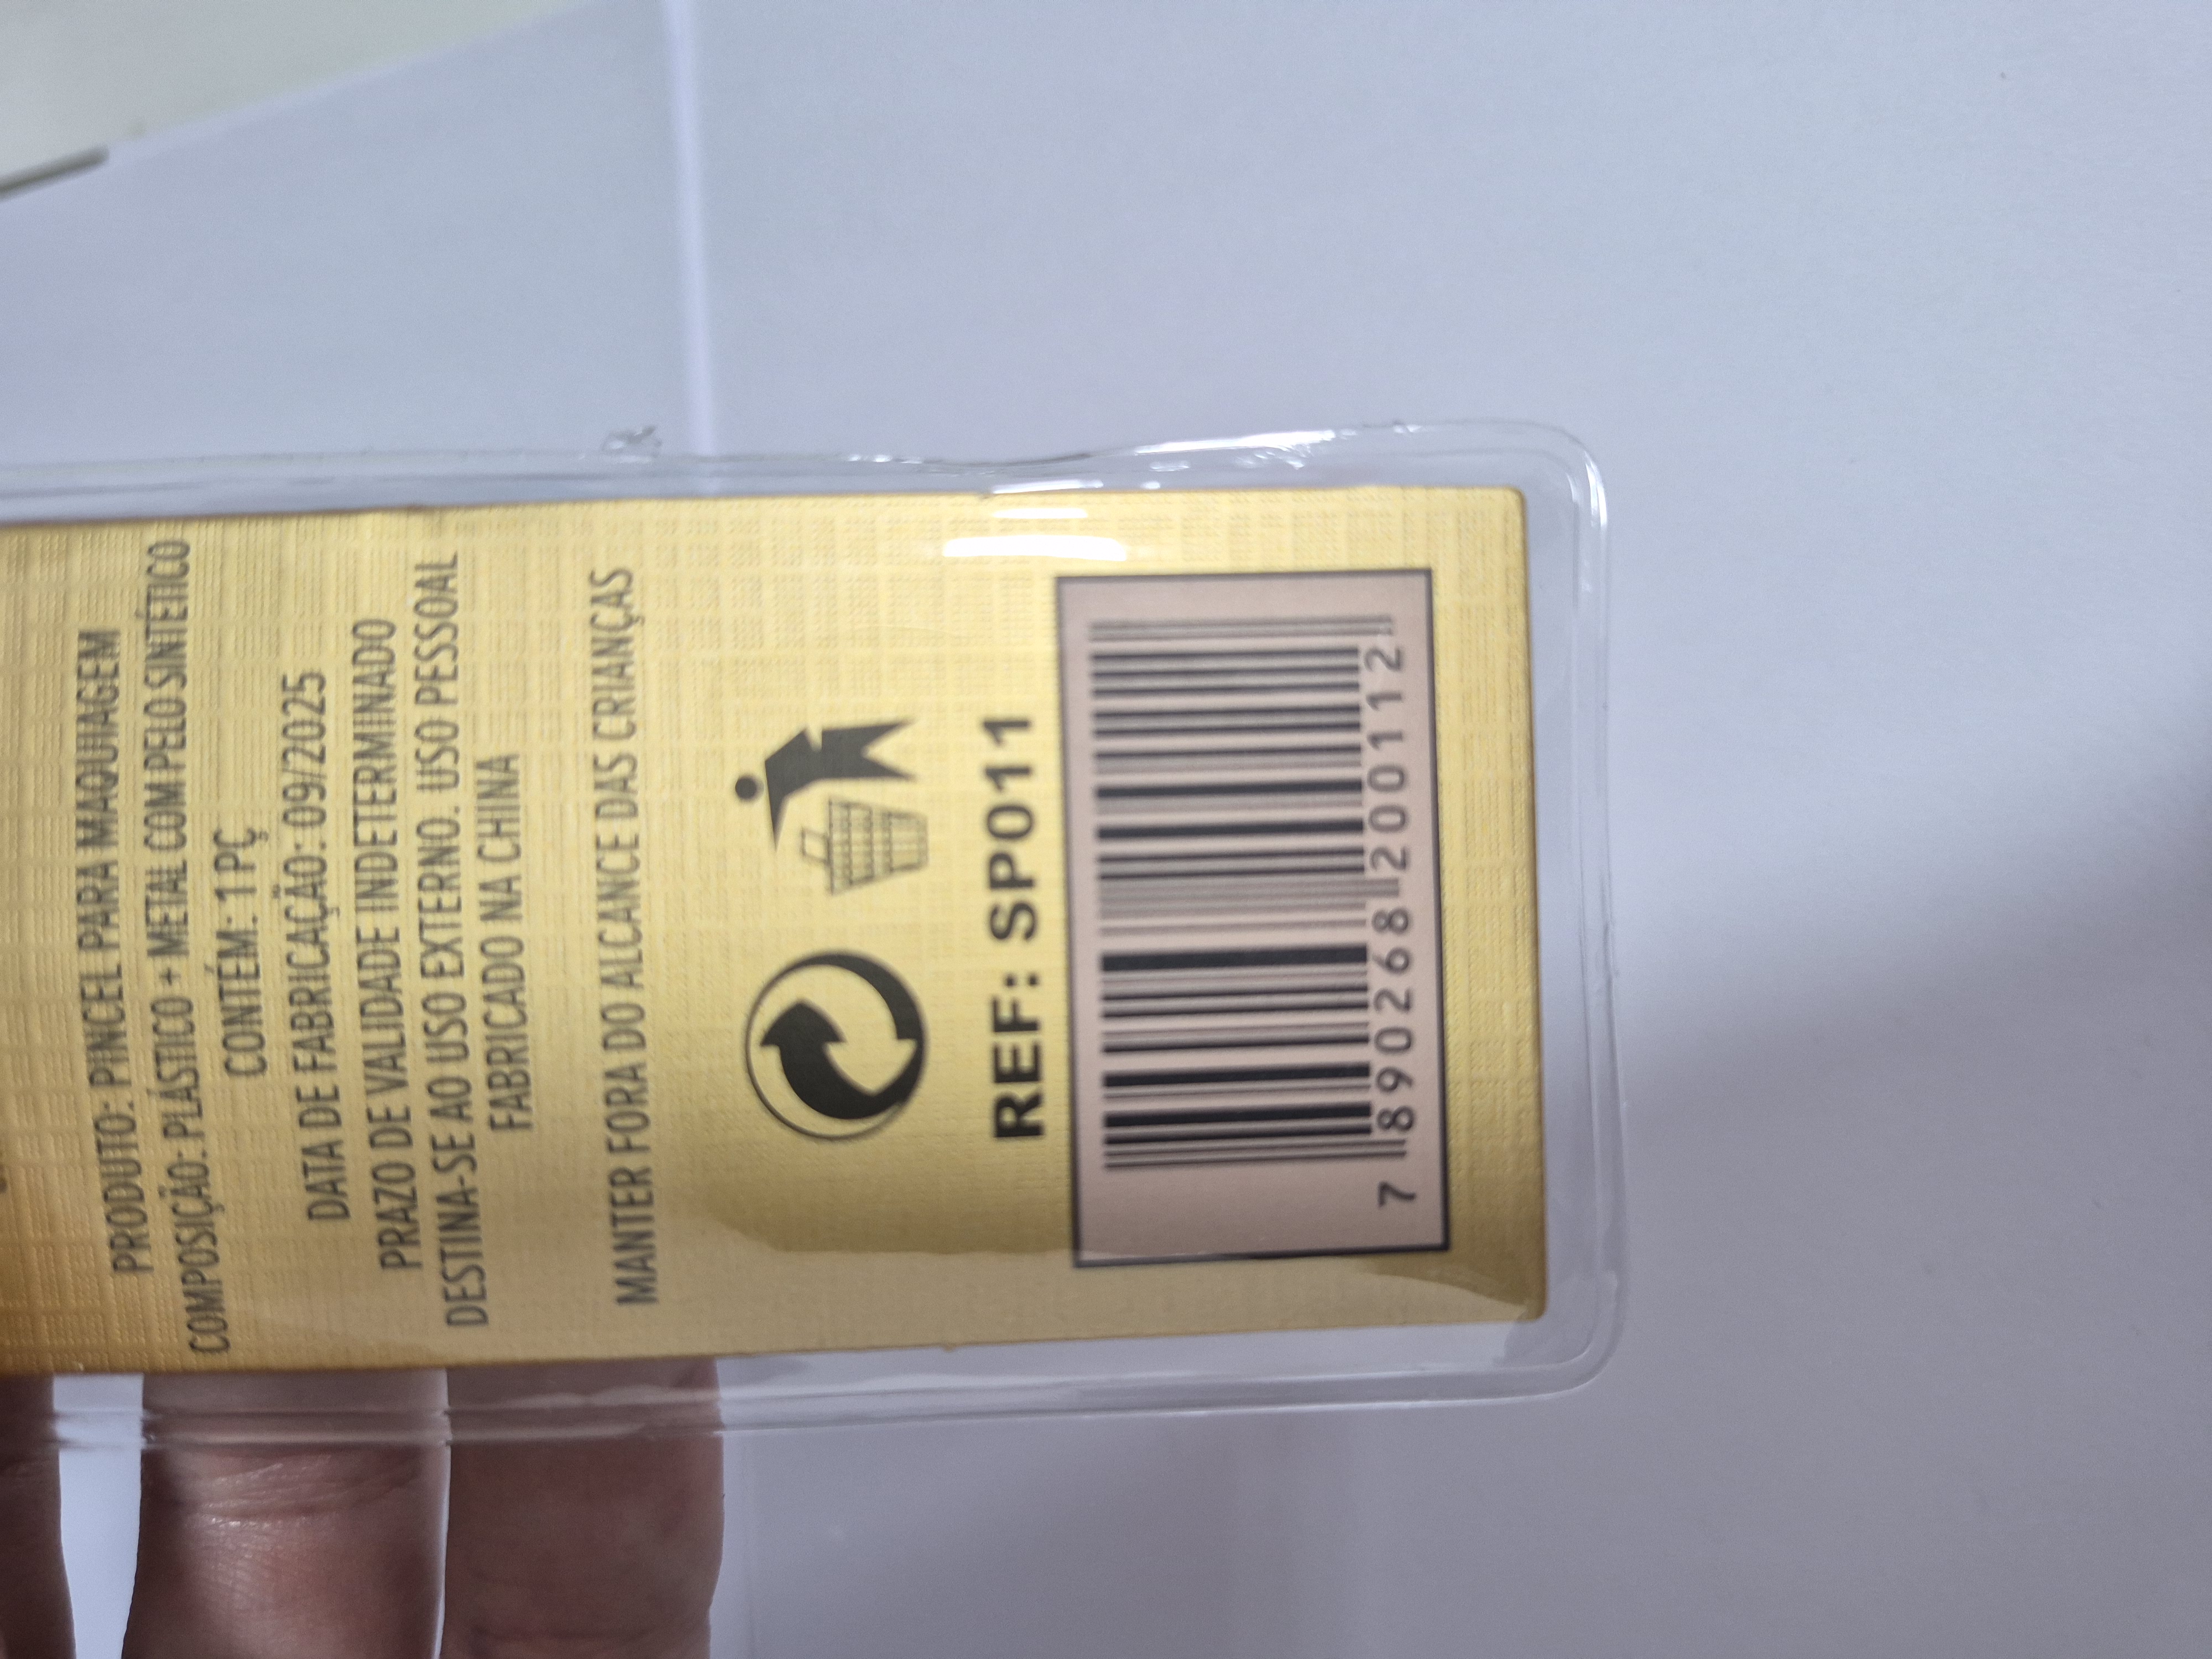 PRODUTO: PINCEL PARA MAQUIAGEM
COMPOSIÇÃO: PLÁSTICO + METAL COM PELO SINTÉTICO
CONTÉM: 1 PÇ
DATA DE FABRICAÇÃO: 09/2025
PRAZO DE VALIDADE INDETERMINADO
DESTINA-SE AO USO EXTERNO. USO PESSOAL
FABRICADO NA CHINA
MANTER FORA DO ALCANCE DAS CRIANÇAS
REF: SP011
7 890268 200112